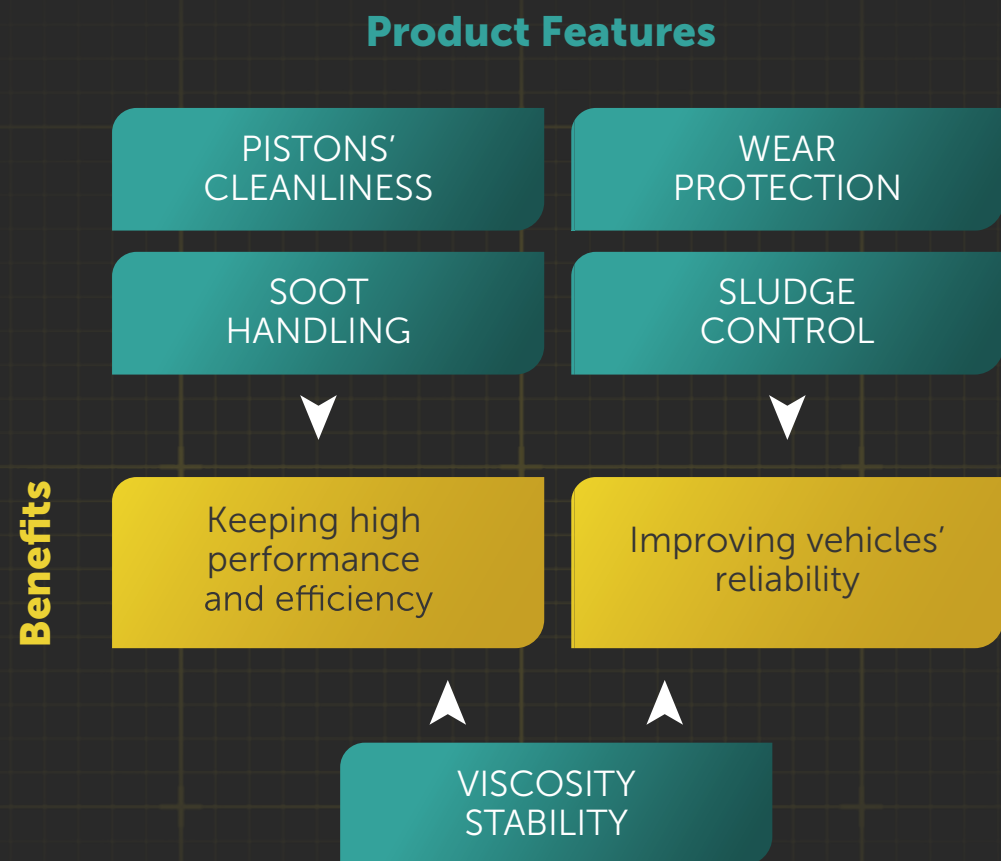 Product Features
PISTONS’
CLEANLINESS
WEAR
PROTECTION
SOOT
HANDLING
SLUDGE
CONTROL
Benefits
Keeping high
performance
and efficiency
Improving vehicles’
reliability
VISCOSITY
STABILITY